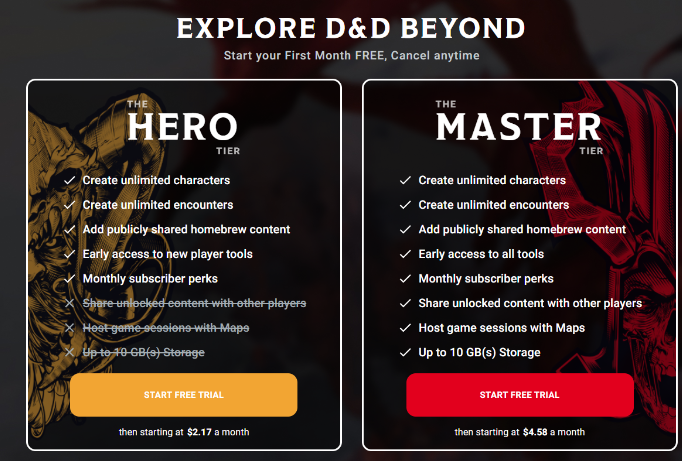 EXPLORE D&D BEYOND
Start your First Month FREE, Cancel anytime
THE
HERO
TIER
Create unlimited characters
Create unlimited encounters
Add publicly shared homebrew content
Early access to new player tools
Monthly subscriber perks
Share unlocked content with other players
Host game sessions with Maps
Up to 10 GB(s) Storage
START FREE TRIAL
then starting at $2.17 a month
THE
MASTER
TIER
Create unlimited characters
Create unlimited encounters
Add publicly shared homebrew content
Early access to all tools
Monthly subscriber perks
Share unlocked content with other players
Host game sessions with Maps
Up to 10 GB(s) Storage
START FREE TRIAL
then starting at $4.58 a month